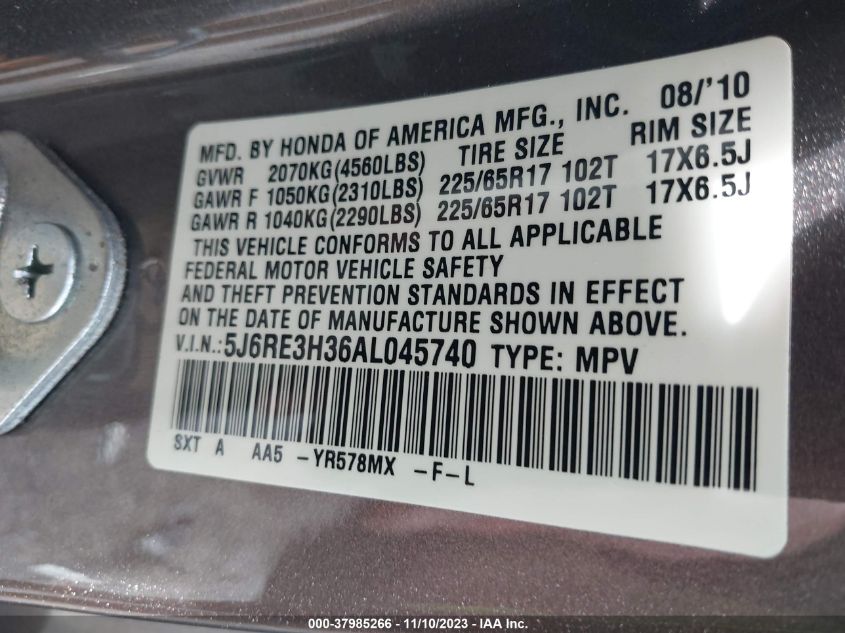 MFD. BY HONDA OF AMERICA MFG., INC. 08/'10
GVWR 2070KG(4560LBS) TIRE SIZE RIM SIZE
GAWR F 1050KG(2310LBS) 225/65R17 102T 17X6.5J
GAWR R 1040KG(2290LBS) 225/65R17 102T 17X6.5J
THIS VEHICLE CONFORMS TO ALL APPLICABLE
FEDERAL MOTOR VEHICLE SAFETY
AND THEFT PREVENTION STANDARDS IN EFFECT
ON THE DATE OF MANUFACTURE SHOWN ABOVE.
V.I.N.:5J6RE3H36AL045740 TYPE: MPV
SXT A AA5 -YR578MX -F-L
000-37985266 - 11/10/2023 - IAA Inc.